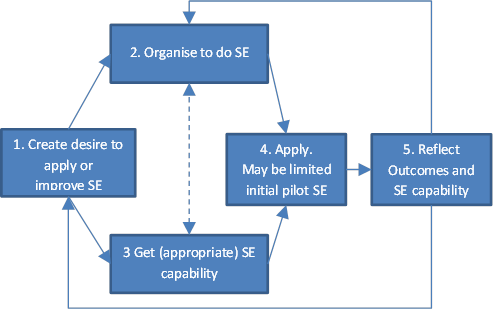 2. Organise to do SE
1. Create desire to
apply or
improve SE
4. Apply.
May be limited
initial pilot SE
5. Reflect
Outcomes and
SE capability
3 Get (appropriate) SE
capability